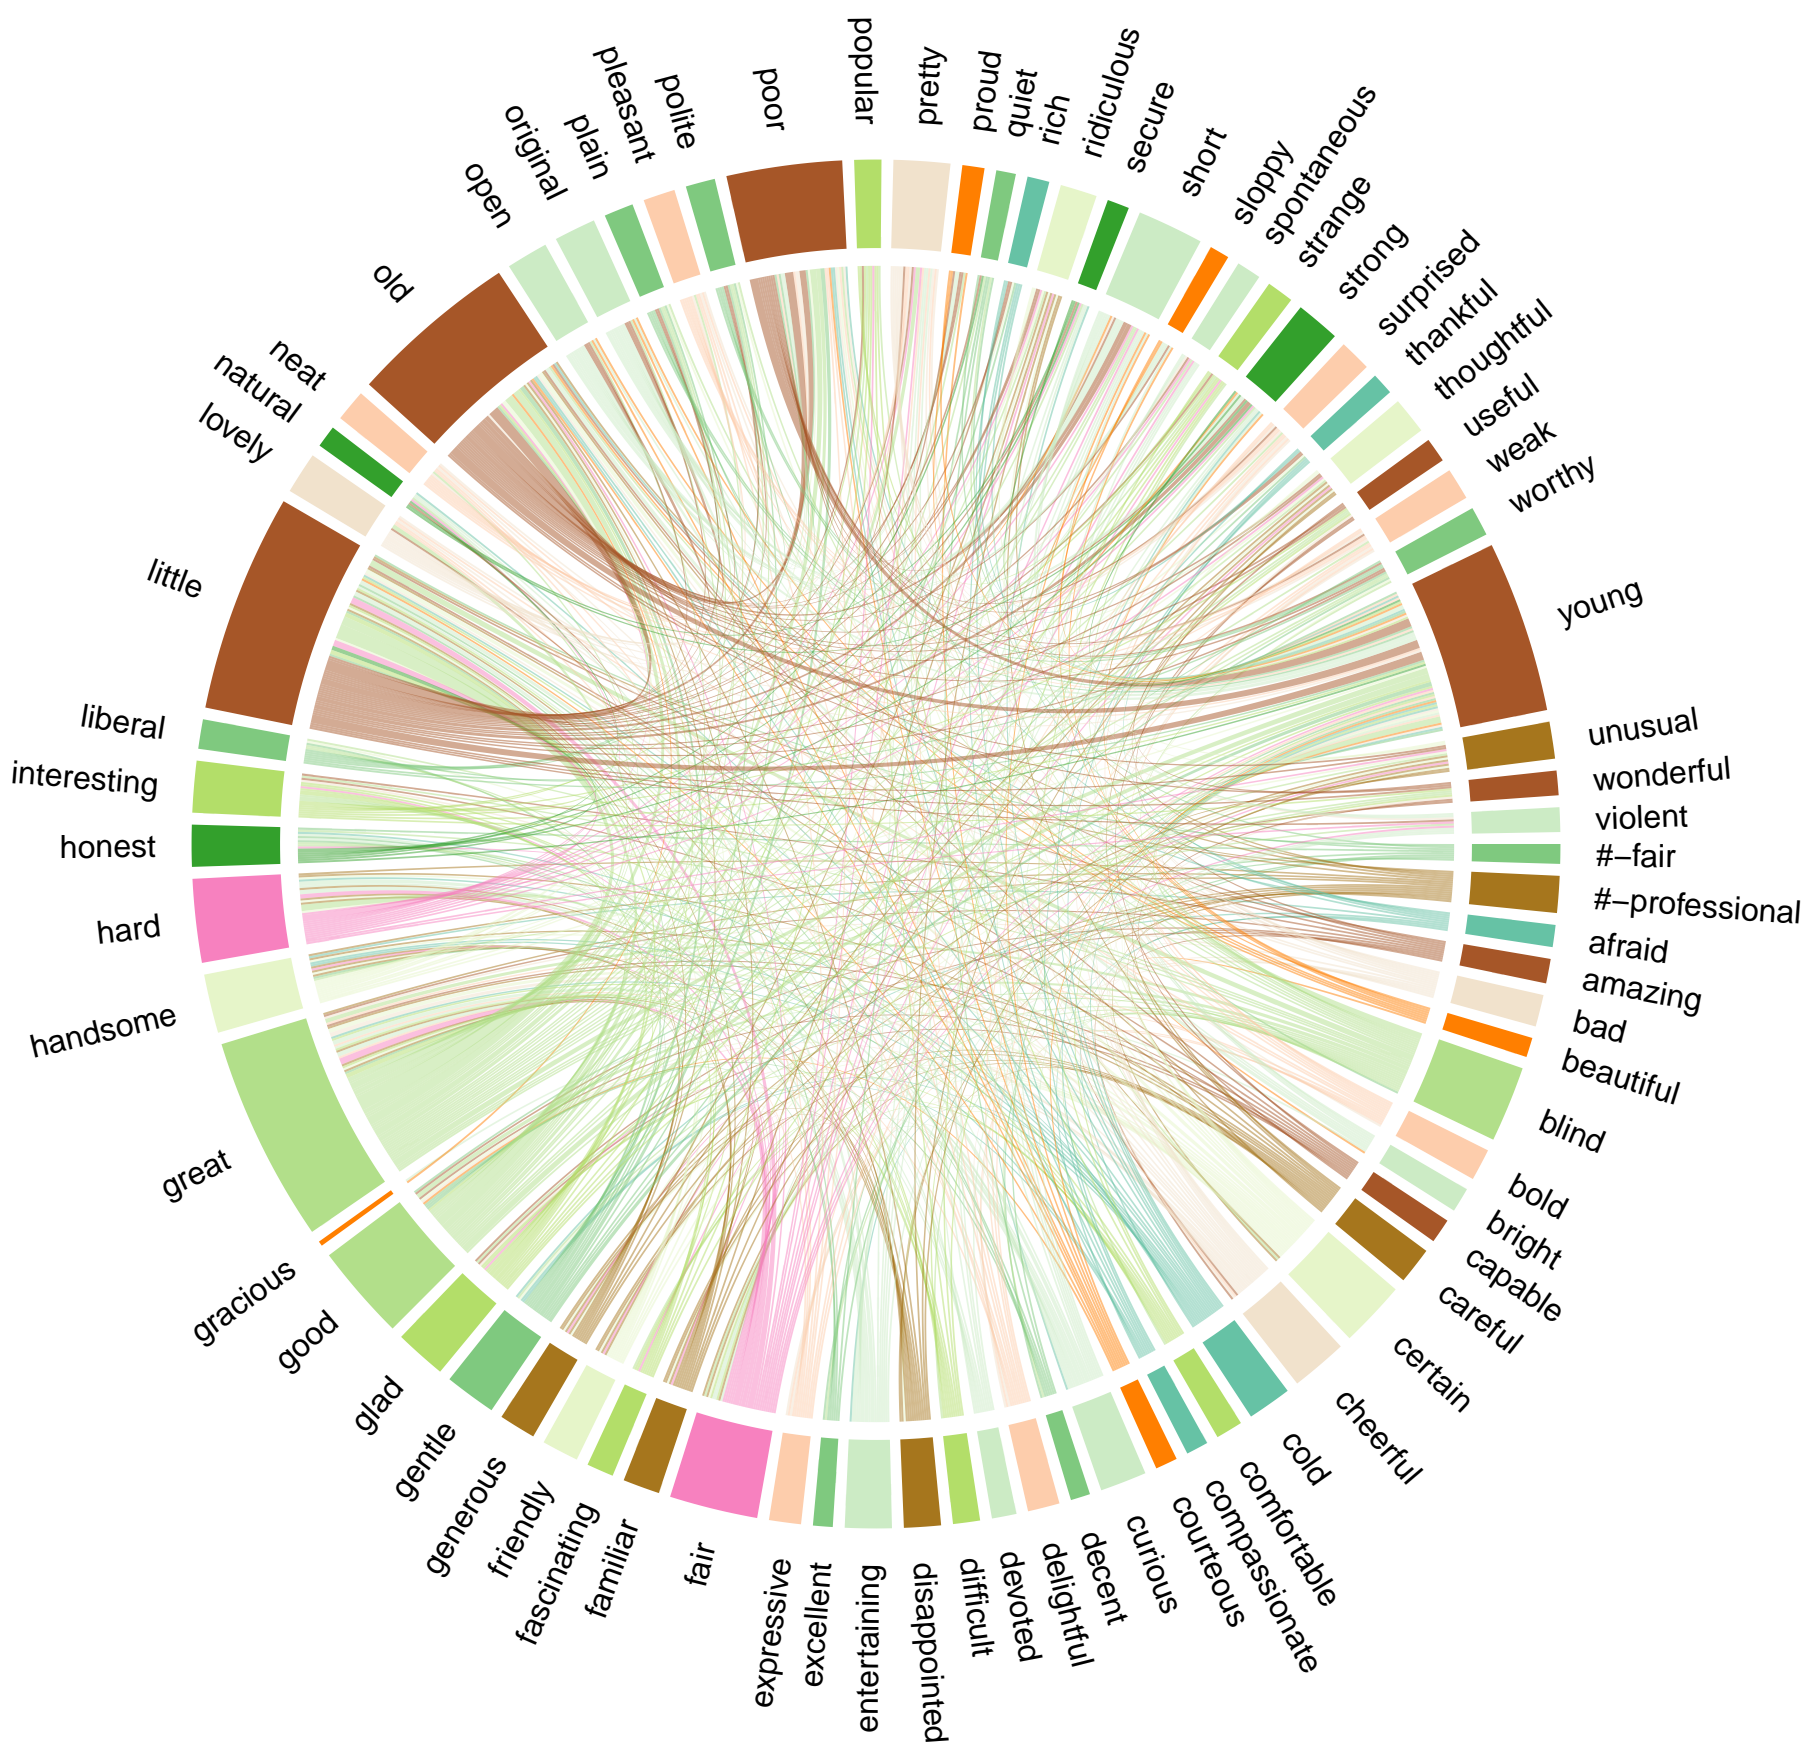 popular
pretty
proud
quiet
rich
ridiculous
secure
short
sloppy
spontaneous
strange
strong
surprised
thankful
thoughtful
useful
weak
worthy
young
unusual
wonderful
violent
#–fair
#–professional
afraid
amazing
bad
beautiful
blind
bold
bright
capable
careful
certain
cheerful
cold
comfortable
compassionate
courteous
curious
decent
delightful
devoted
difficult
disappointed
entertaining
excellent
expressive
fair
familiar
fascinating
friendly
generous
gentle
glad
good
gracious
great
handsome
hard
honest
interesting
liberal
little
lovely
natural
neat
old
open
original
plain
pleasant
polite
poor